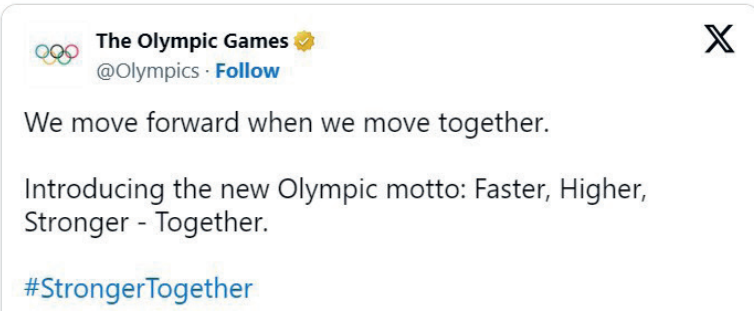 The Olympic Games
@Olympics · Follow
We move forward when we move together.
Introducing the new Olympic motto: Faster, Higher,
Stronger - Together.
#StrongerTogether